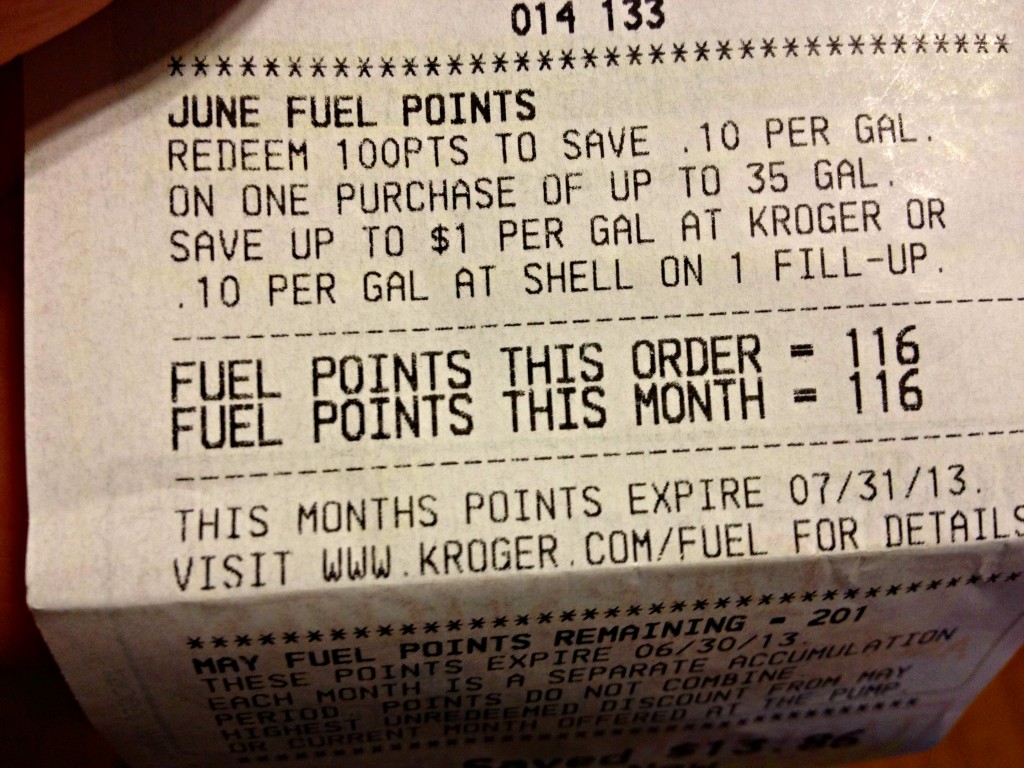 014 133
*************************************
JUNE FUEL POINTS
REDEEM 100PTS TO SAVE .10 PER GAL.
ON ONE PURCHASE OF UP TO 35 GAL.
SAVE UP TO $1 PER GAL AT KROGER OR
.10 PER GAL AT SHELL ON 1 FILL-UP.
--------------------------------------
FUEL POINTS THIS ORDER = 116
FUEL POINTS THIS MONTH = 116
--------------------------------------
THIS MONTHS POINTS EXPIRE 07/31/13.
VISIT WWW.KROGER.COM/FUEL FOR DETAILS
*************************************
MAY FUEL POINTS REMAINING = 201
THESE POINTS EXPIRE 06/30/13.
EACH MONTH IS A SEPARATE ACCUMULATION
PERIOD. POINTS DO NOT COMBINE.
HIGHEST UNREDEEMED DISCOUNT FROM MAY
OR CURRENT MONTH OFFERED AT THE PUMP.
*************************************
Saved $13.86